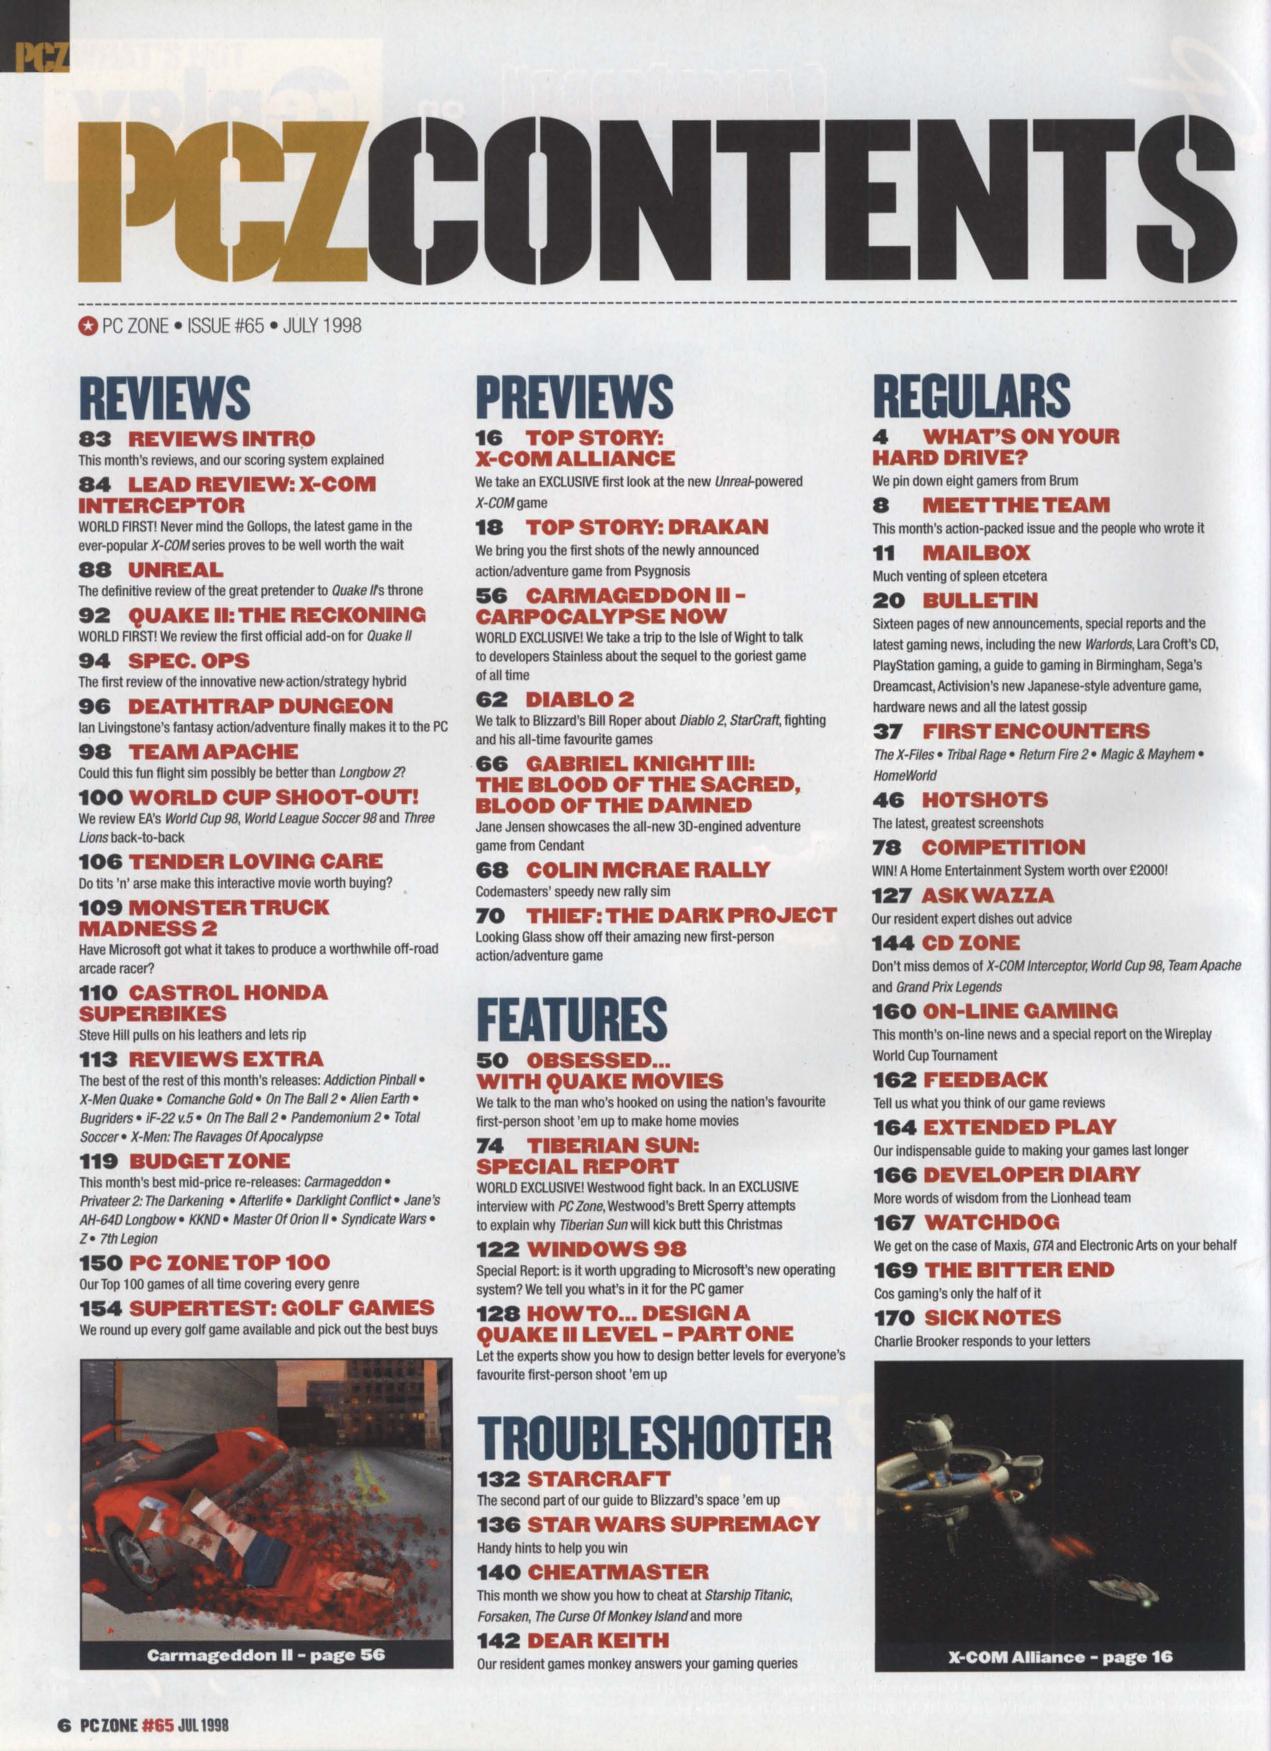 PCZ
PCZCONTENTS
PC ZONE • ISSUE #65 • JULY 1998
REVIEWS
83 REVIEWS INTRO
This month's reviews, and our scoring system explained
84 LEAD REVIEW: X-COM
INTERCEPTOR
WORLD FIRST! Never mind the Gollops, the latest game in the
ever-popular X-COM series proves to be well worth the wait
88 UNREAL
The definitive review of the great pretender to Quake II's throne
92 QUAKE II: THE RECKONING
WORLD FIRST! We review the first official add-on for Quake II
94 SPEC. OPS
The first review of the innovative new action/strategy hybrid
96 DEATHTRAP DUNGEON
Ian Livingstone's fantasy action/adventure finally makes it to the PC
98 TEAM APACHE
Could this fun flight sim possibly be better than Longbow 2?
100 WORLD CUP SHOOT-OUT!
We review EA's World Cup 98, World League Soccer 98 and Three
Lions back-to-back
106 TENDER LOVING CARE
Do tits 'n' arse make this interactive movie worth buying?
109 MONSTER TRUCK
MADNESS 2
Have Microsoft got what it takes to produce a worthwhile off-road
arcade racer?
110 CASTROL HONDA
SUPERBIKES
Steve Hill pulls on his leathers and lets rip
113 REVIEWS EXTRA
The best of the rest of this month's releases: Addiction Pinball •
X-Men Quake • Comanche Gold • On The Ball 2 • Alien Earth •
Bugriders • iF-22 v.5 • On The Ball 2 • Pandemonium 2 • Total
Soccer • X-Men: The Ravages Of Apocalypse
119 BUDGET ZONE
This month's best mid-price re-releases: Carmageddon •
Privateer 2: The Darkening • Afterlife • Darklight Conflict • Jane's
AH-64D Longbow • KKND • Master Of Orion II • Syndicate Wars •
Z • 7th Legion
150 PC ZONE TOP 100
Our Top 100 games of all time covering every genre
154 SUPERTEST: GOLF GAMES
We round up every golf game available and pick out the best buys
Carmageddon II – page 56
PREVIEWS
16 TOP STORY:
X-COM ALLIANCE
We take an EXCLUSIVE first look at the new Unreal-powered
X-COM game
18 TOP STORY: DRAKAN
We bring you the first shots of the newly announced
action/adventure game from Psygnosis
56 CARMAGEDDON II –
CARPOCALYPSE NOW
WORLD EXCLUSIVE! We take a trip to the Isle of Wight to talk
to developers Stainless about the sequel to the goriest game
of all time
62 DIABLO 2
We talk to Blizzard's Bill Roper about Diablo 2, StarCraft, fighting
and his all-time favourite games
66 GABRIEL KNIGHT III:
THE BLOOD OF THE SACRED,
BLOOD OF THE DAMNED
Jane Jensen showcases the all-new 3D-engined adventure
game from Cendant
68 COLIN MCRAE RALLY
Codemasters' speedy new rally sim
70 THIEF: THE DARK PROJECT
Looking Glass show off their amazing new first-person
action/adventure game
FEATURES
50 OBSESSED...
WITH QUAKE MOVIES
We talk to the man who's hooked on using the nation's favourite
first-person shoot 'em up to make home movies
74 TIBERIAN SUN:
SPECIAL REPORT
WORLD EXCLUSIVE! Westwood fight back. In an EXCLUSIVE
interview with PC Zone, Westwood's Brett Sperry attempts
to explain why Tiberian Sun will kick butt this Christmas
122 WINDOWS 98
Special Report: is it worth upgrading to Microsoft's new operating
system? We tell you what's in it for the PC gamer
128 HOW TO... DESIGN A
QUAKE II LEVEL – PART ONE
Let the experts show you how to design better levels for everyone's
favourite first-person shoot 'em up
TROUBLESHOOTER
132 STARCRAFT
The second part of our guide to Blizzard's space 'em up
136 STAR WARS SUPREMACY
Handy hints to help you win
140 CHEATMASTER
This month we show you how to cheat at Starship Titanic,
Forsaken, The Curse Of Monkey Island and more
142 DEAR KEITH
Our resident games monkey answers your gaming queries
REGULARS
4 WHAT'S ON YOUR
HARD DRIVE?
We pin down eight gamers from Brum
8 MEET THE TEAM
This month's action-packed issue and the people who wrote it
11 MAILBOX
Much venting of spleen etcetera
20 BULLETIN
Sixteen pages of new announcements, special reports and the
latest gaming news, including the new Warlords, Lara Croft's CD,
PlayStation gaming, a guide to gaming in Birmingham, Sega's
Dreamcast, Activision's new Japanese-style adventure game,
hardware news and all the latest gossip
37 FIRST ENCOUNTERS
The X-Files • Tribal Rage • Return Fire 2 • Magic & Mayhem •
HomeWorld
46 HOTSHOTS
The latest, greatest screenshots
78 COMPETITION
WIN! A Home Entertainment System worth over £2000!
127 ASK WAZZA
Our resident expert dishes out advice
144 CD ZONE
Don't miss demos of X-COM Interceptor, World Cup 98, Team Apache
and Grand Prix Legends
160 ON-LINE GAMING
This month's on-line news and a special report on the Wireplay
World Cup Tournament
162 FEEDBACK
Tell us what you think of our game reviews
164 EXTENDED PLAY
Our indispensable guide to making your games last longer
166 DEVELOPER DIARY
More words of wisdom from the Lionhead team
167 WATCHDOG
We get on the case of Maxis, GTA and Electronic Arts on your behalf
169 THE BITTER END
Cos gaming's only the half of it
170 SICK NOTES
Charlie Brooker responds to your letters
X-COM Alliance – page 16
6 PC ZONE #65 JUL 1998